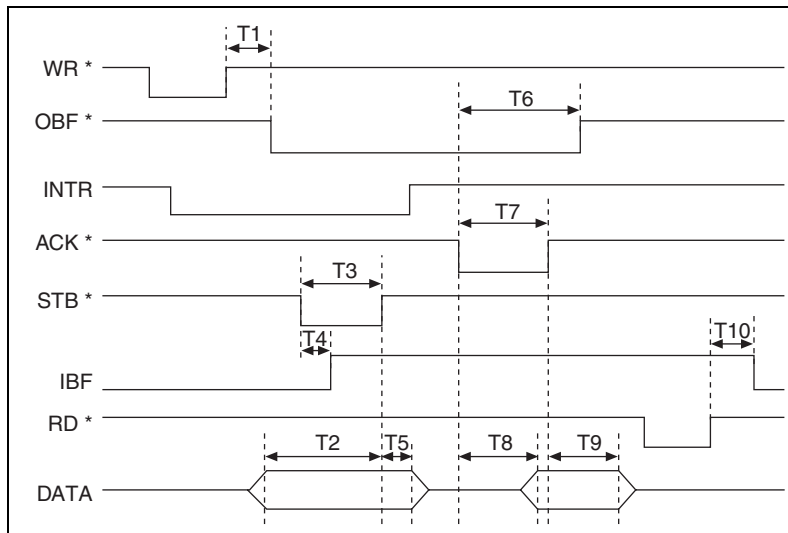 T1
WR *
T6
OBF *
INTR
T7
ACK *
T3
STB *
T4
T10
IBF
RD *
T2
T5
T8
T9
DATA